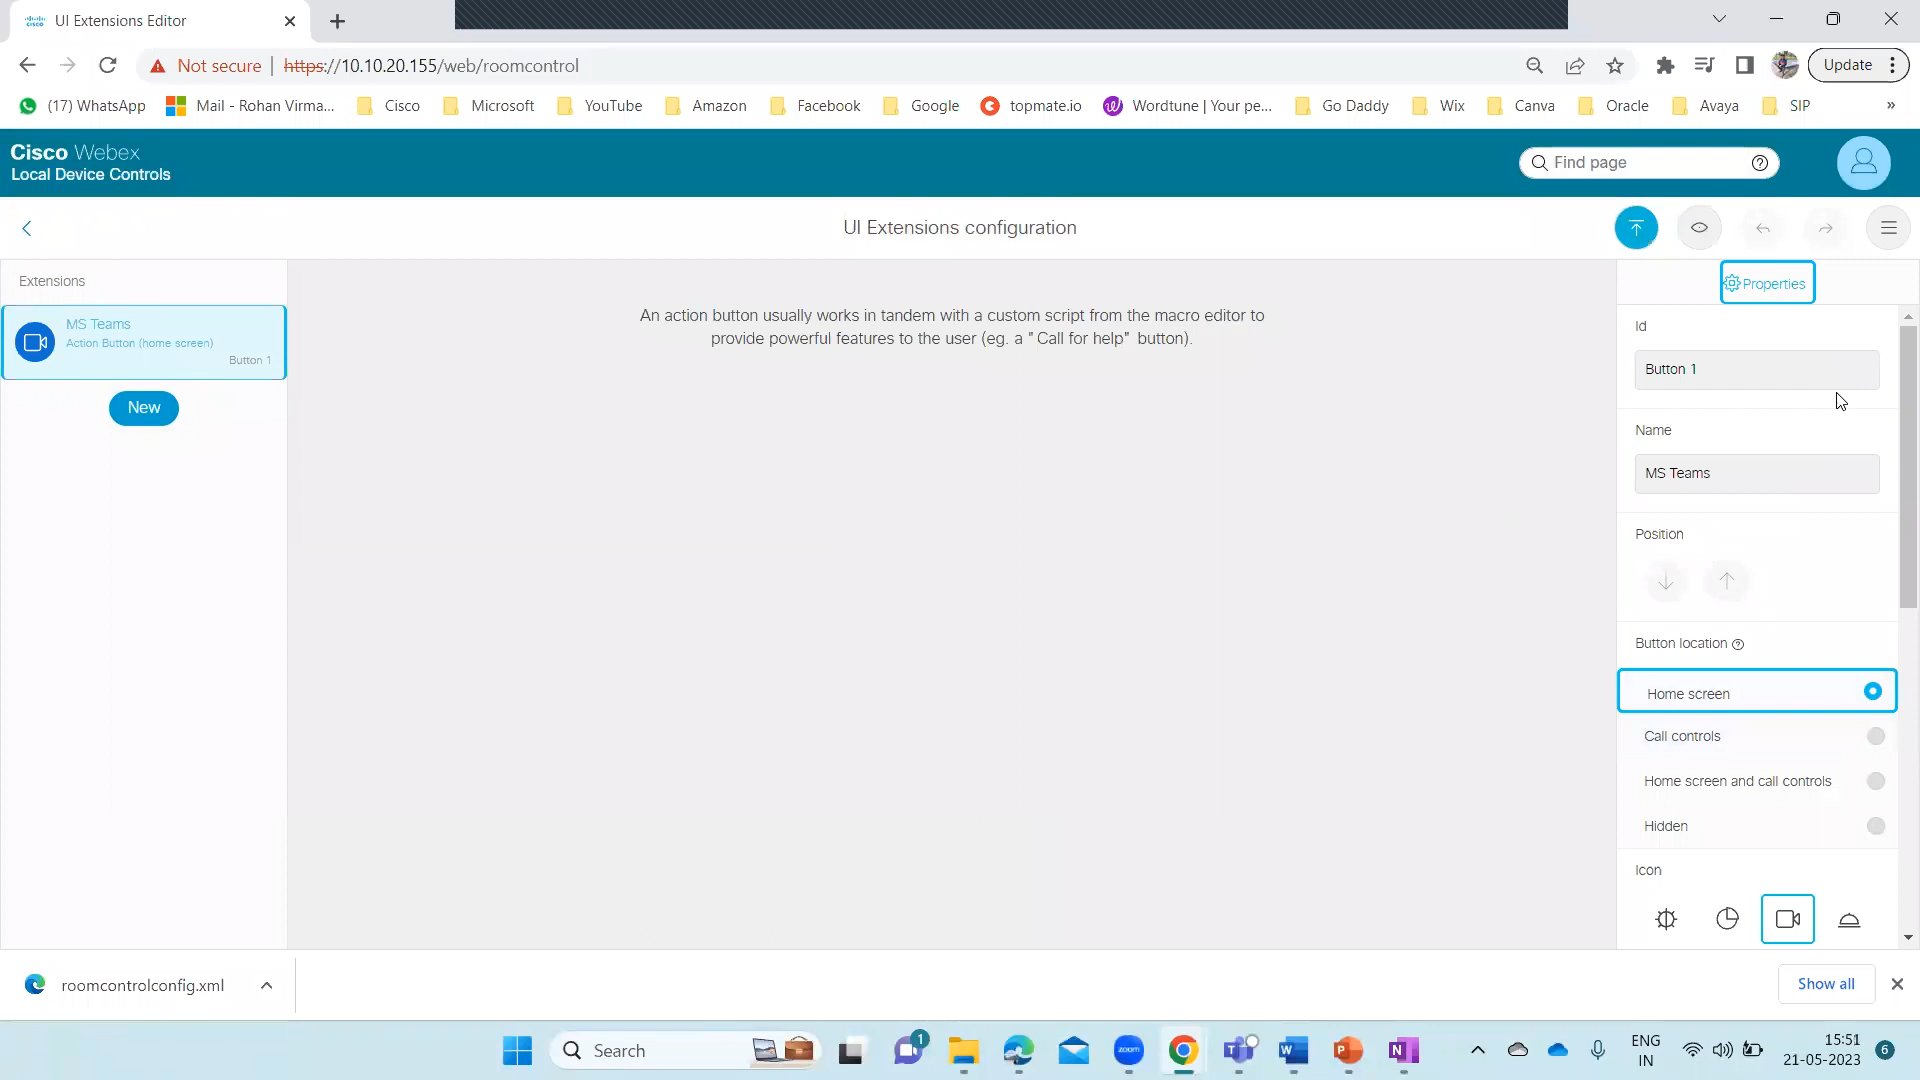 UI Extensions Editor
Not secure | https://10.10.20.155/web/roomcontrol
Update
(17) WhatsApp
Mail - Rohan Virma...
Cisco
Microsoft
YouTube
Amazon
Facebook
Google
topmate.io
Wordtune | Your pe...
Go Daddy
Wix
Canva
Oracle
Avaya
SIP
»
Cisco Webex
Local Device Controls
Find page
UI Extensions configuration
Extensions
MS Teams
Action Button (home screen)
Button 1
New
An action button usually works in tandem with a custom script from the macro editor to
provide powerful features to the user (eg. a "Call for help" button).
Properties
Id
Button 1
Name
MS Teams
Position
Button location
Home screen
Call controls
Home screen and call controls
Hidden
Icon
roomcontrolconfig.xml
Show all
Search
1
zoom
ENG
IN
15:51
21-05-2023
6